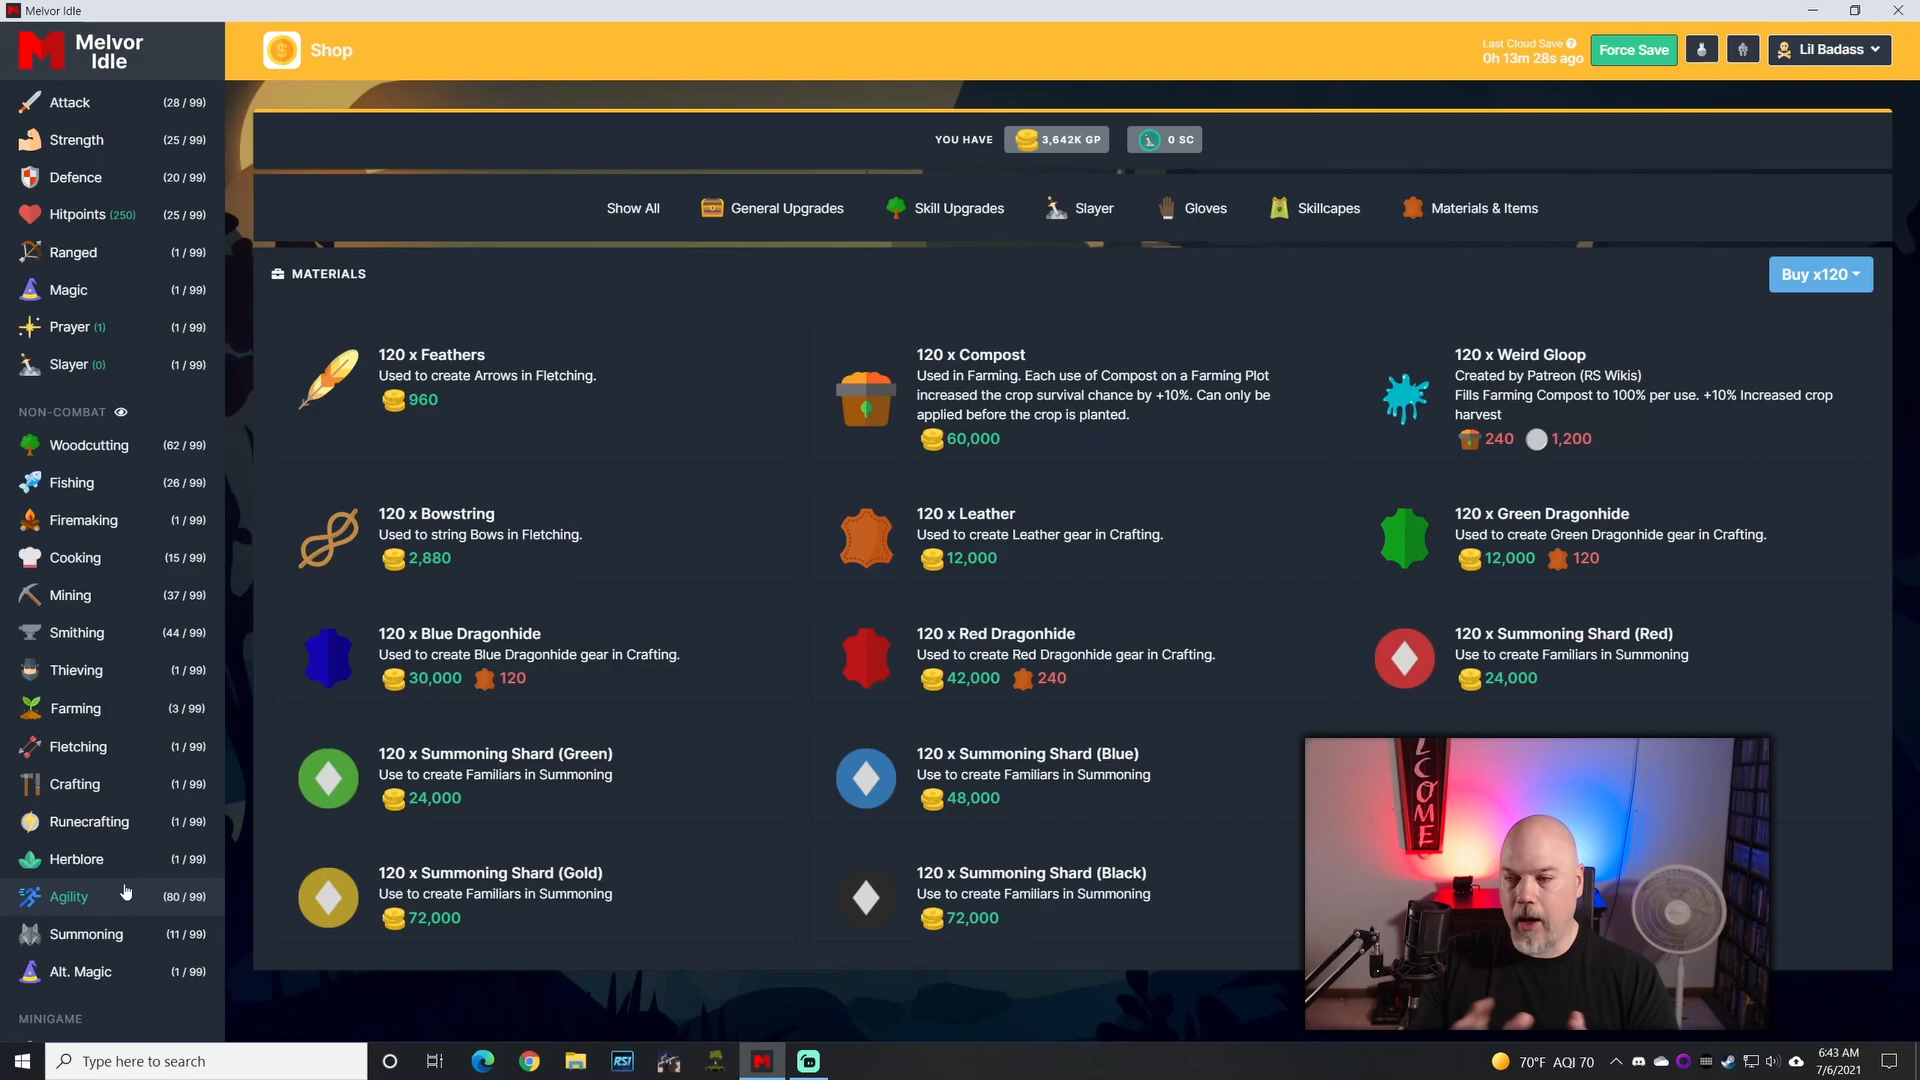 Melvor Idle
Melvor
Idle
Shop
Last Cloud Save
0h 13m 28s ago
Force Save
Lil Badass
Attack (28 / 99)
Strength (25 / 99)
Defence (20 / 99)
Hitpoints (250) (25 / 99)
Ranged (1 / 99)
Magic (1 / 99)
Prayer (1) (1 / 99)
Slayer (0) (1 / 99)
NON-COMBAT
Woodcutting (62 / 99)
Fishing (26 / 99)
Firemaking (1 / 99)
Cooking (15 / 99)
Mining (37 / 99)
Smithing (44 / 99)
Thieving (1 / 99)
Farming (3 / 99)
Fletching (1 / 99)
Crafting (1 / 99)
Runecrafting (1 / 99)
Herblore (1 / 99)
Agility (80 / 99)
Summoning (11 / 99)
Alt. Magic (1 / 99)
MINIGAME
YOU HAVE 3,642K GP 0 SC
Show All General Upgrades Skill Upgrades Slayer Gloves Skillcapes Materials & Items
MATERIALS
Buy x120
120 x Feathers
Used to create Arrows in Fletching.
960
120 x Compost
Used in Farming. Each use of Compost on a Farming Plot
increased the crop survival chance by +10%. Can only be
applied before the crop is planted.
60,000
120 x Weird Gloop
Created by Patreon (RS Wikis)
Fills Farming Compost to 100% per use. +10% Increased crop
harvest
240 1,200
120 x Bowstring
Used to string Bows in Fletching.
2,880
120 x Leather
Used to create Leather gear in Crafting.
12,000
120 x Green Dragonhide
Used to create Green Dragonhide gear in Crafting.
12,000 120
120 x Blue Dragonhide
Used to create Blue Dragonhide gear in Crafting.
30,000 120
120 x Red Dragonhide
Used to create Red Dragonhide gear in Crafting.
42,000 240
120 x Summoning Shard (Red)
Use to create Familiars in Summoning
24,000
120 x Summoning Shard (Green)
Use to create Familiars in Summoning
24,000
120 x Summoning Shard (Blue)
Use to create Familiars in Summoning
48,000
120 x Summoning Shard (Gold)
Use to create Familiars in Summoning
72,000
120 x Summoning Shard (Black)
Use to create Familiars in Summoning
72,000
LCOME
Type here to search
RSI
70°F AQI 70
6:43 AM
7/6/2021